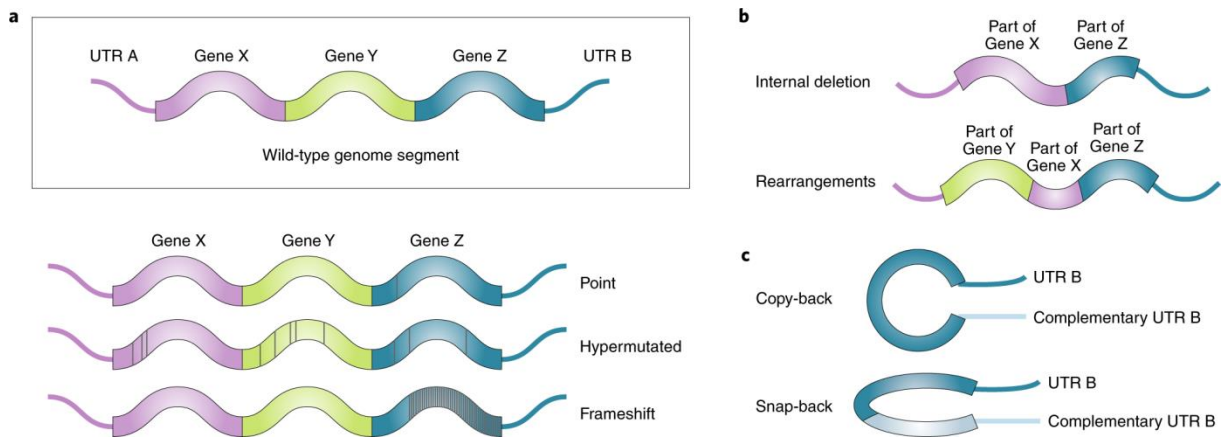 a
UTR A
Gene X
Gene Y
Gene Z
UTR B
Wild-type genome segment
Gene X
Gene Y
Gene Z
Point
Hypermutated
Frameshift
b
Part of
Gene X
Part of
Gene Z
Internal deletion
Part of
Gene Y
Part of
Gene X
Part of
Gene Z
Rearrangements
c
Copy-back
UTR B
Complementary UTR B
Snap-back
UTR B
Complementary UTR B